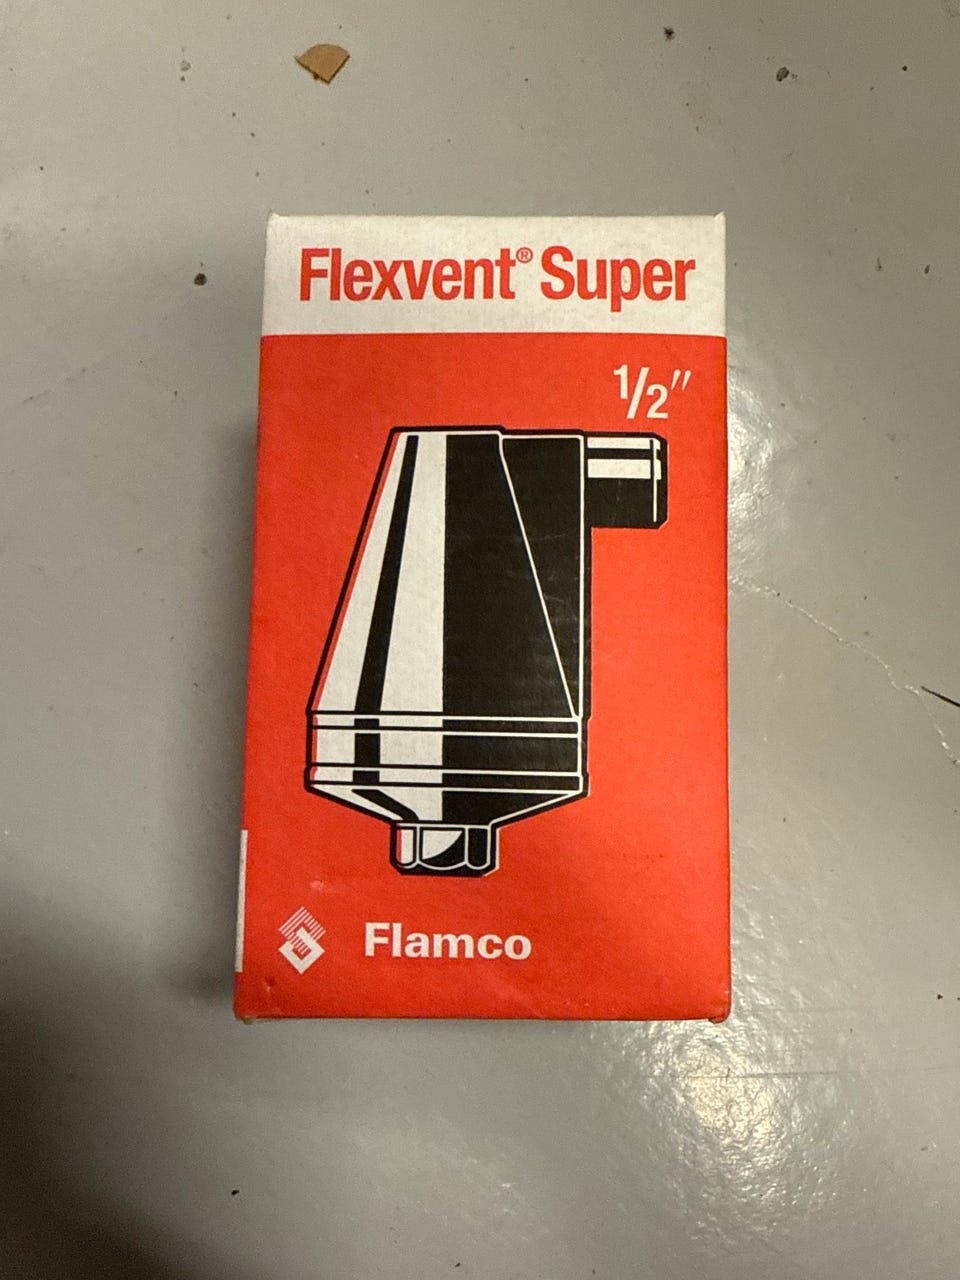 Flexvent® Super
1/2"
Flamco